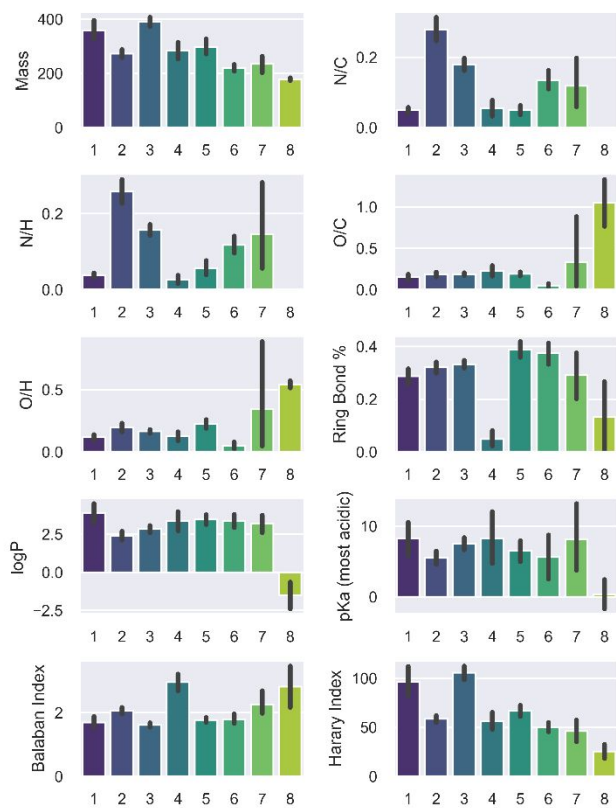 Mass
400
200
0
1 2 3 4 5 6 7 8
N/C
0.2
0.0
1 2 3 4 5 6 7 8
N/H
0.2
0.0
1 2 3 4 5 6 7 8
O/C
1.0
0.5
0.0
1 2 3 4 5 6 7 8
O/H
0.5
0.0
1 2 3 4 5 6 7 8
Ring Bond %
0.4
0.2
0.0
1 2 3 4 5 6 7 8
logP
2.5
0.0
−2.5
1 2 3 4 5 6 7 8
pKa (most acidic)
10
0
1 2 3 4 5 6 7 8
Balaban Index
2
0
1 2 3 4 5 6 7 8
Harary Index
100
50
0
1 2 3 4 5 6 7 8